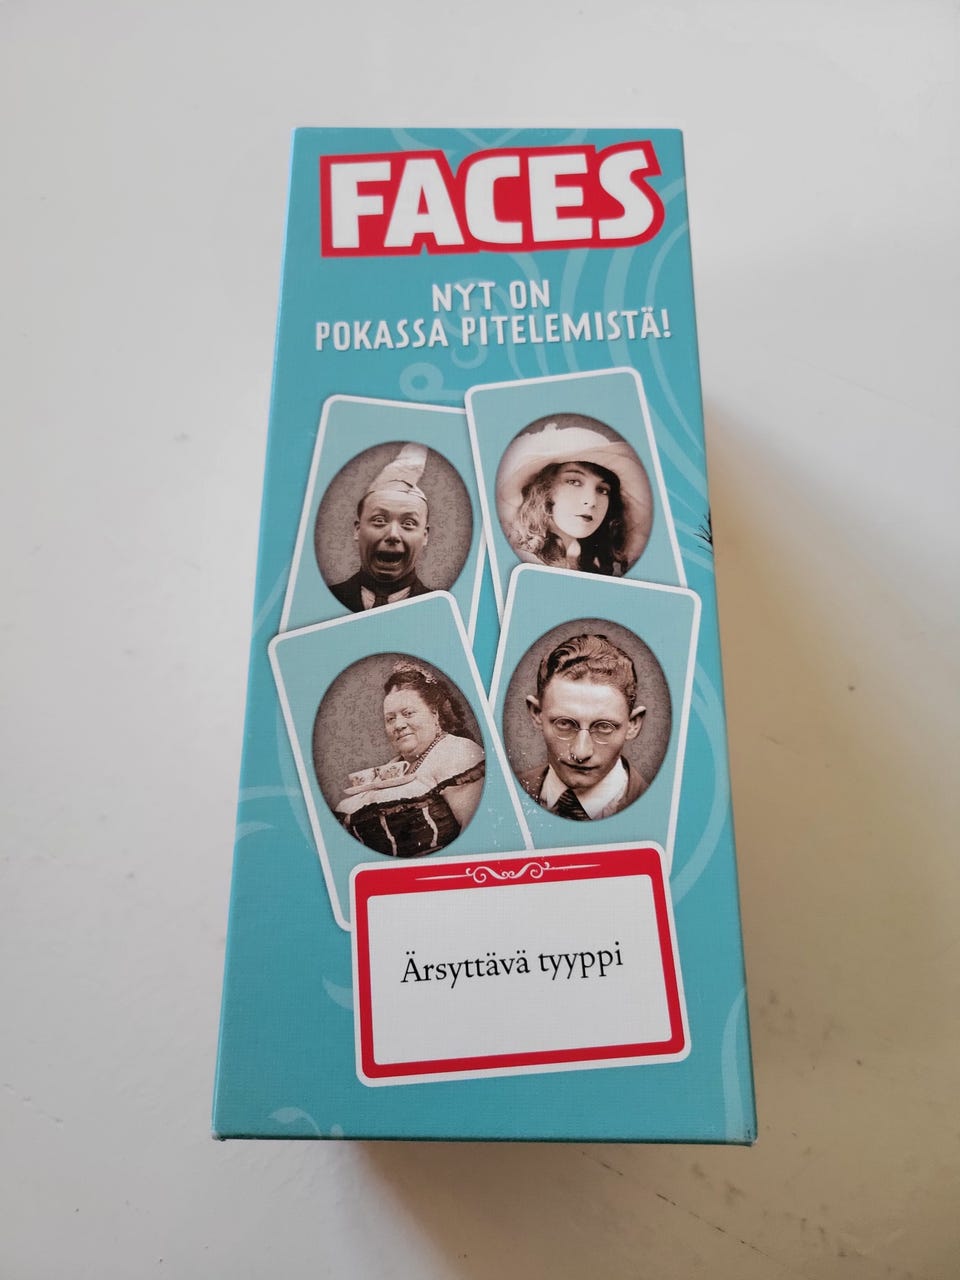 FACES
NYT ON
POKASSA PITELEMISTÄ!
Ärsyttävä tyyppi